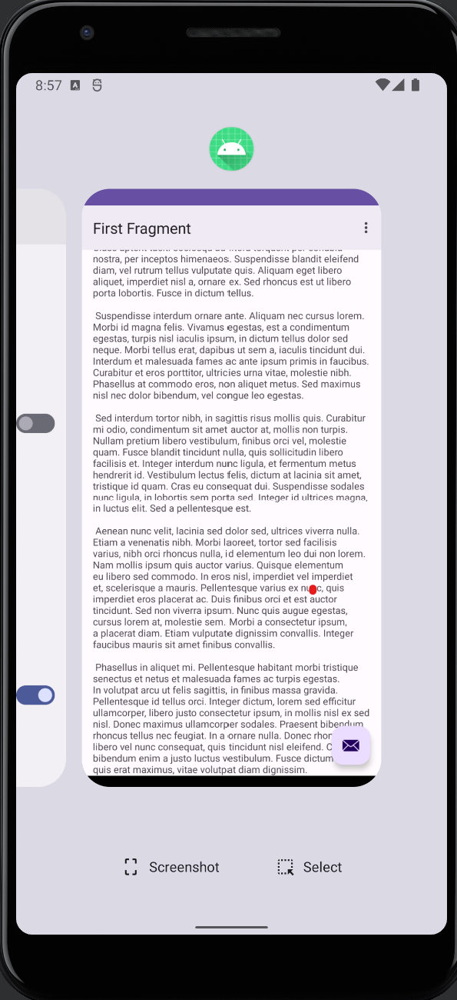 8:57
First Fragment
nostra, per inceptos himenaeos. Suspendisse blandit eleifend
diam, vel rutrum tellus vulputate quis. Aliquam eget libero
aliquet, imperdiet nisl a, ornare ex. Sed rhoncus est ut libero
porta lobortis. Fusce in dictum tellus.
Suspendisse interdum ornare ante. Aliquam nec cursus lorem.
Morbi id magna felis. Vivamus egestas, est a condimentum
egestas, turpis nisl iaculis ipsum, in dictum tellus dolor sed
neque. Morbi tellus erat, dapibus ut sem a, iaculis tincidunt dui.
Interdum et malesuada fames ac ante ipsum primis in faucibus.
Curabitur et eros porttitor, ultricies urna vitae, molestie nibh.
Phasellus at commodo eros, non aliquet metus. Sed maximus
nisl nec dolor bibendum, vel congue leo egestas.
Sed interdum tortor nibh, in sagittis risus mollis quis. Curabitur
mi odio, condimentum sit amet auctor at, mollis non turpis.
Nullam pretium libero vestibulum, finibus orci vel, molestie
quam. Fusce blandit tincidunt nulla, quis sollicitudin libero
facilisis et. Integer interdum nunc ligula, et fermentum metus
hendrerit id. Vestibulum lectus felis, dictum at lacinia sit amet,
tristique id quam. Cras eu consequat dui. Suspendisse sodales
nunc ligula, in lobortis sem porta sed. Integer id ultrices magna,
in luctus elit. Sed a pellentesque est.
Aenean nunc velit, lacinia sed dolor sed, ultrices viverra nulla.
Etiam a venenatis nibh. Morbi laoreet, tortor sed facilisis
varius, nibh orci rhoncus nulla, id elementum leo dui non lorem.
Nam mollis ipsum quis auctor varius. Quisque elementum
eu libero sed commodo. In eros nisl, imperdiet vel imperdiet
et, scelerisque a mauris. Pellentesque varius ex nunc, quis
imperdiet eros placerat ac. Duis finibus orci et est auctor
tincidunt. Sed non viverra ipsum. Nunc quis augue egestas,
cursus lorem at, molestie sem. Morbi a consectetur ipsum,
a placerat diam. Etiam vulputate dignissim convallis. Integer
faucibus mauris sit amet finibus convallis.
Phasellus in aliquet mi. Pellentesque habitant morbi tristique
senectus et netus et malesuada fames ac turpis egestas.
In volutpat arcu ut felis sagittis, in finibus massa gravida.
Pellentesque id tellus orci. Integer dictum, lorem sed efficitur
ullamcorper, libero justo consectetur ipsum, in mollis nisl ex sed
nisl. Donec maximus ullamcorper sodales. Praesent bibendum
rhoncus tellus nec feugiat. In a ornare nulla. Donec
libero vel nunc consequat, quis tincidunt nisl eleifend.
bibendum enim a justo luctus vestibulum. Fusce dictum
quis erat maximus, vitae volutpat diam dignissim.
Screenshot
Select